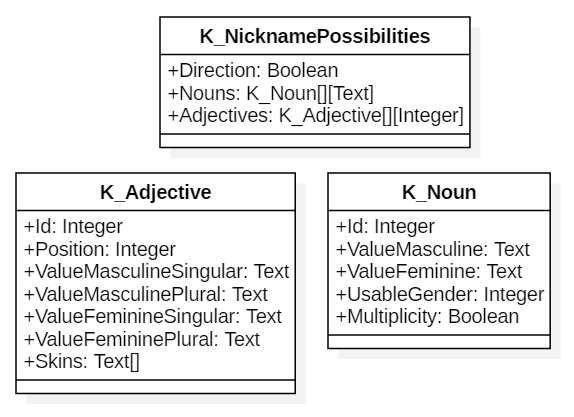 K_NicknamePossibilities
+Direction: Boolean
+Nouns: K_Noun[][Text]
+Adjectives: K_Adjective[][Integer]
K_Adjective
+Id: Integer
+Position: Integer
+ValueMasculineSingular: Text
+ValueMasculinePlural: Text
+ValueFeminineSingular: Text
+ValueFemininePlural: Text
+Skins: Text[]
K_Noun
+Id: Integer
+ValueMasculine: Text
+ValueFeminine: Text
+UsableGender: Integer
+Multiplicity: Boolean